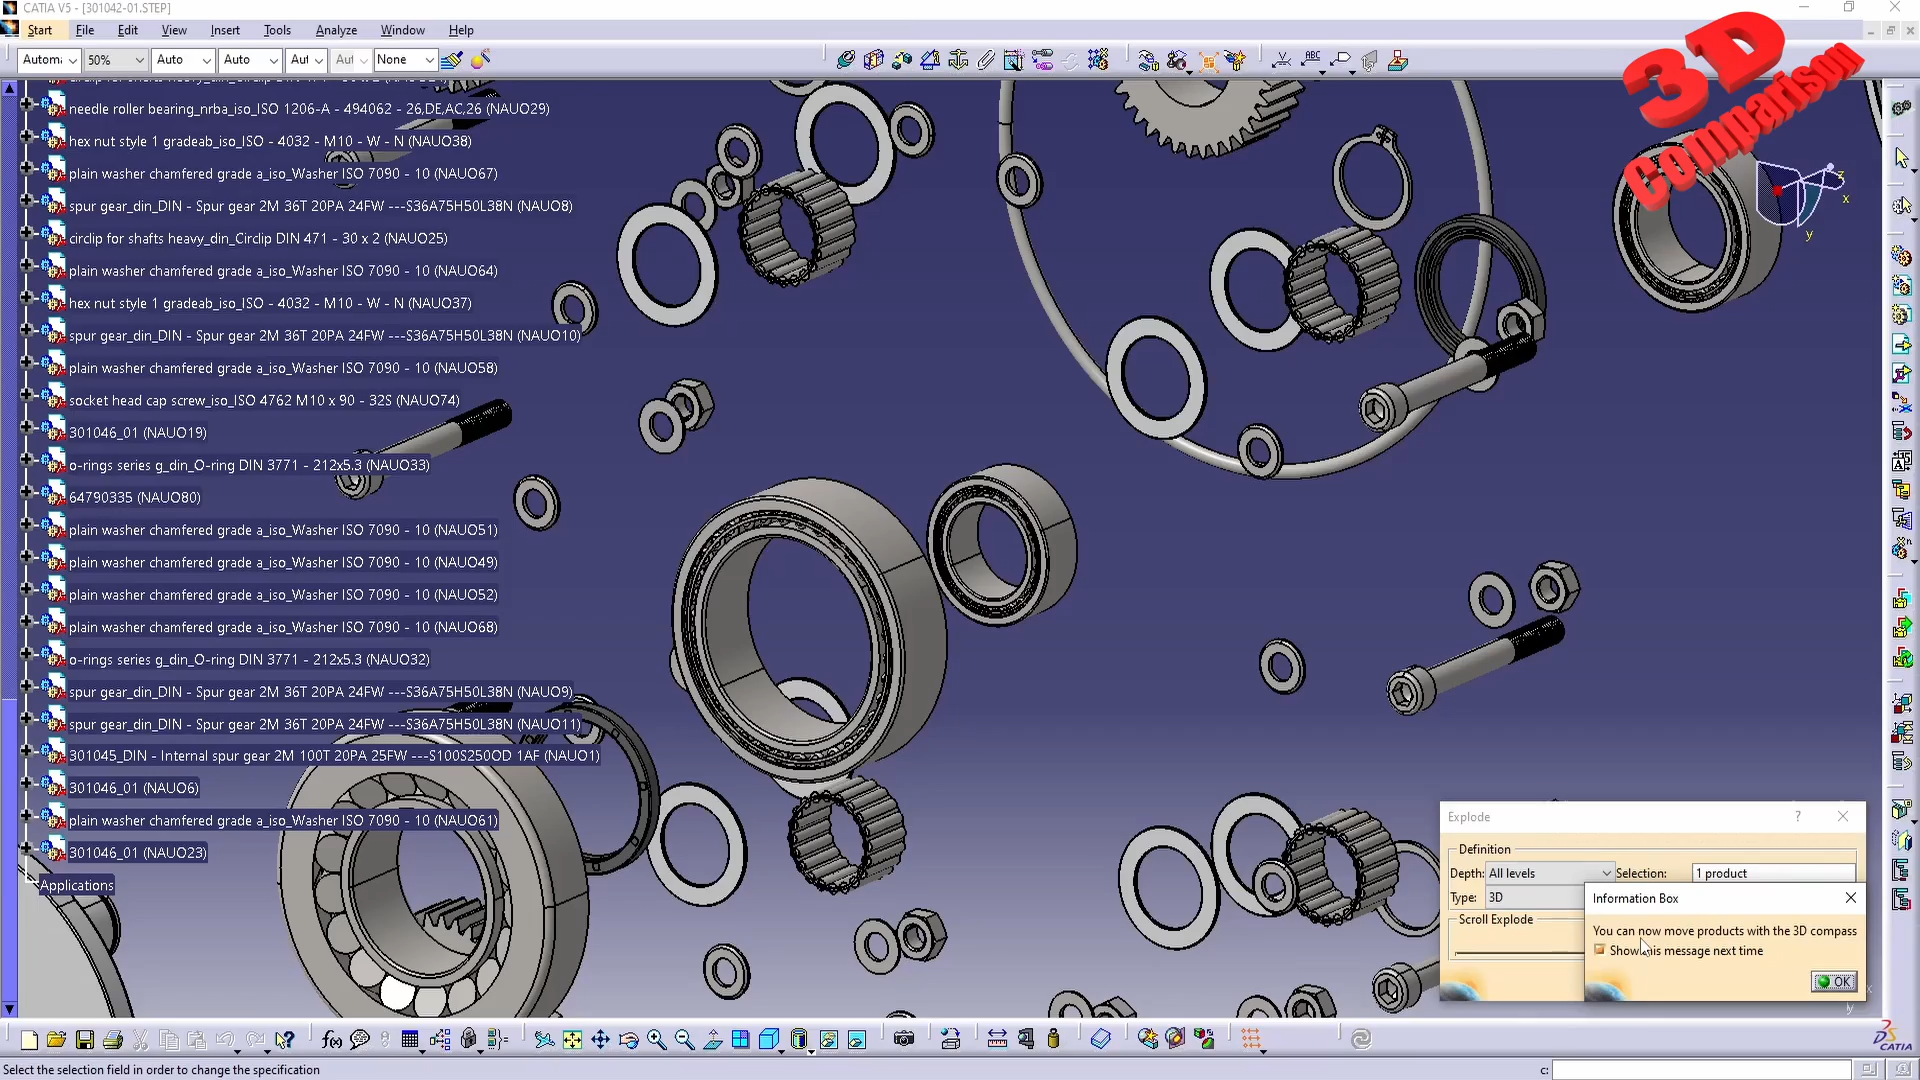 CATIA V5 - [301042-01.STEP]
Start File Edit View Insert Tools Analyze Window Help
Automa 50% Auto Auto Aut Aut None
needle roller bearing_nrba_iso_ISO 1206-A - 494062 - 26,DE,AC,26 (NAUO29)
hex nut style 1 gradeab_iso_ISO - 4032 - M10 - W - N (NAUO38)
plain washer chamfered grade a_iso_Washer ISO 7090 - 10 (NAUO67)
spur gear_din_DIN - Spur gear 2M 36T 20PA 24FW ---S36A75H50L38N (NAUO8)
circlip for shafts heavy_din_Circlip DIN 471 - 30 x 2 (NAUO25)
plain washer chamfered grade a_iso_Washer ISO 7090 - 10 (NAUO64)
hex nut style 1 gradeab_iso_ISO - 4032 - M10 - W - N (NAUO37)
spur gear_din_DIN - Spur gear 2M 36T 20PA 24FW ---S36A75H50L38N (NAUO10)
plain washer chamfered grade a_iso_Washer ISO 7090 - 10 (NAUO58)
socket head cap screw_iso_ISO 4762 M10 x 90 - 32S (NAUO74)
301046_01 (NAUO19)
o-rings series g_din_O-ring DIN 3771 - 212x5.3 (NAUO33)
64790335 (NAUO80)
plain washer chamfered grade a_iso_Washer ISO 7090 - 10 (NAUO51)
plain washer chamfered grade a_iso_Washer ISO 7090 - 10 (NAUO49)
plain washer chamfered grade a_iso_Washer ISO 7090 - 10 (NAUO52)
plain washer chamfered grade a_iso_Washer ISO 7090 - 10 (NAUO68)
o-rings series g_din_O-ring DIN 3771 - 212x5.3 (NAUO32)
spur gear_din_DIN - Spur gear 2M 36T 20PA 24FW ---S36A75H50L38N (NAUO9)
spur gear_din_DIN - Spur gear 2M 36T 20PA 24FW ---S36A75H50L38N (NAUO11)
301045_DIN - Internal spur gear 2M 100T 20PA 25FW ---S100S250OD 1AF (NAUO1)
301046_01 (NAUO6)
plain washer chamfered grade a_iso_Washer ISO 7090 - 10 (NAUO61)
301046_01 (NAUO23)
Applications
3D
Comparison
z
x
y
Explode
Definition
Depth: All levels Selection: 1 product
Type: 3D
Scroll Explode
Information Box
You can now move products with the 3D compass
Show this message next time
OK
CATIA
Select the selection field in order to change the specification
c: